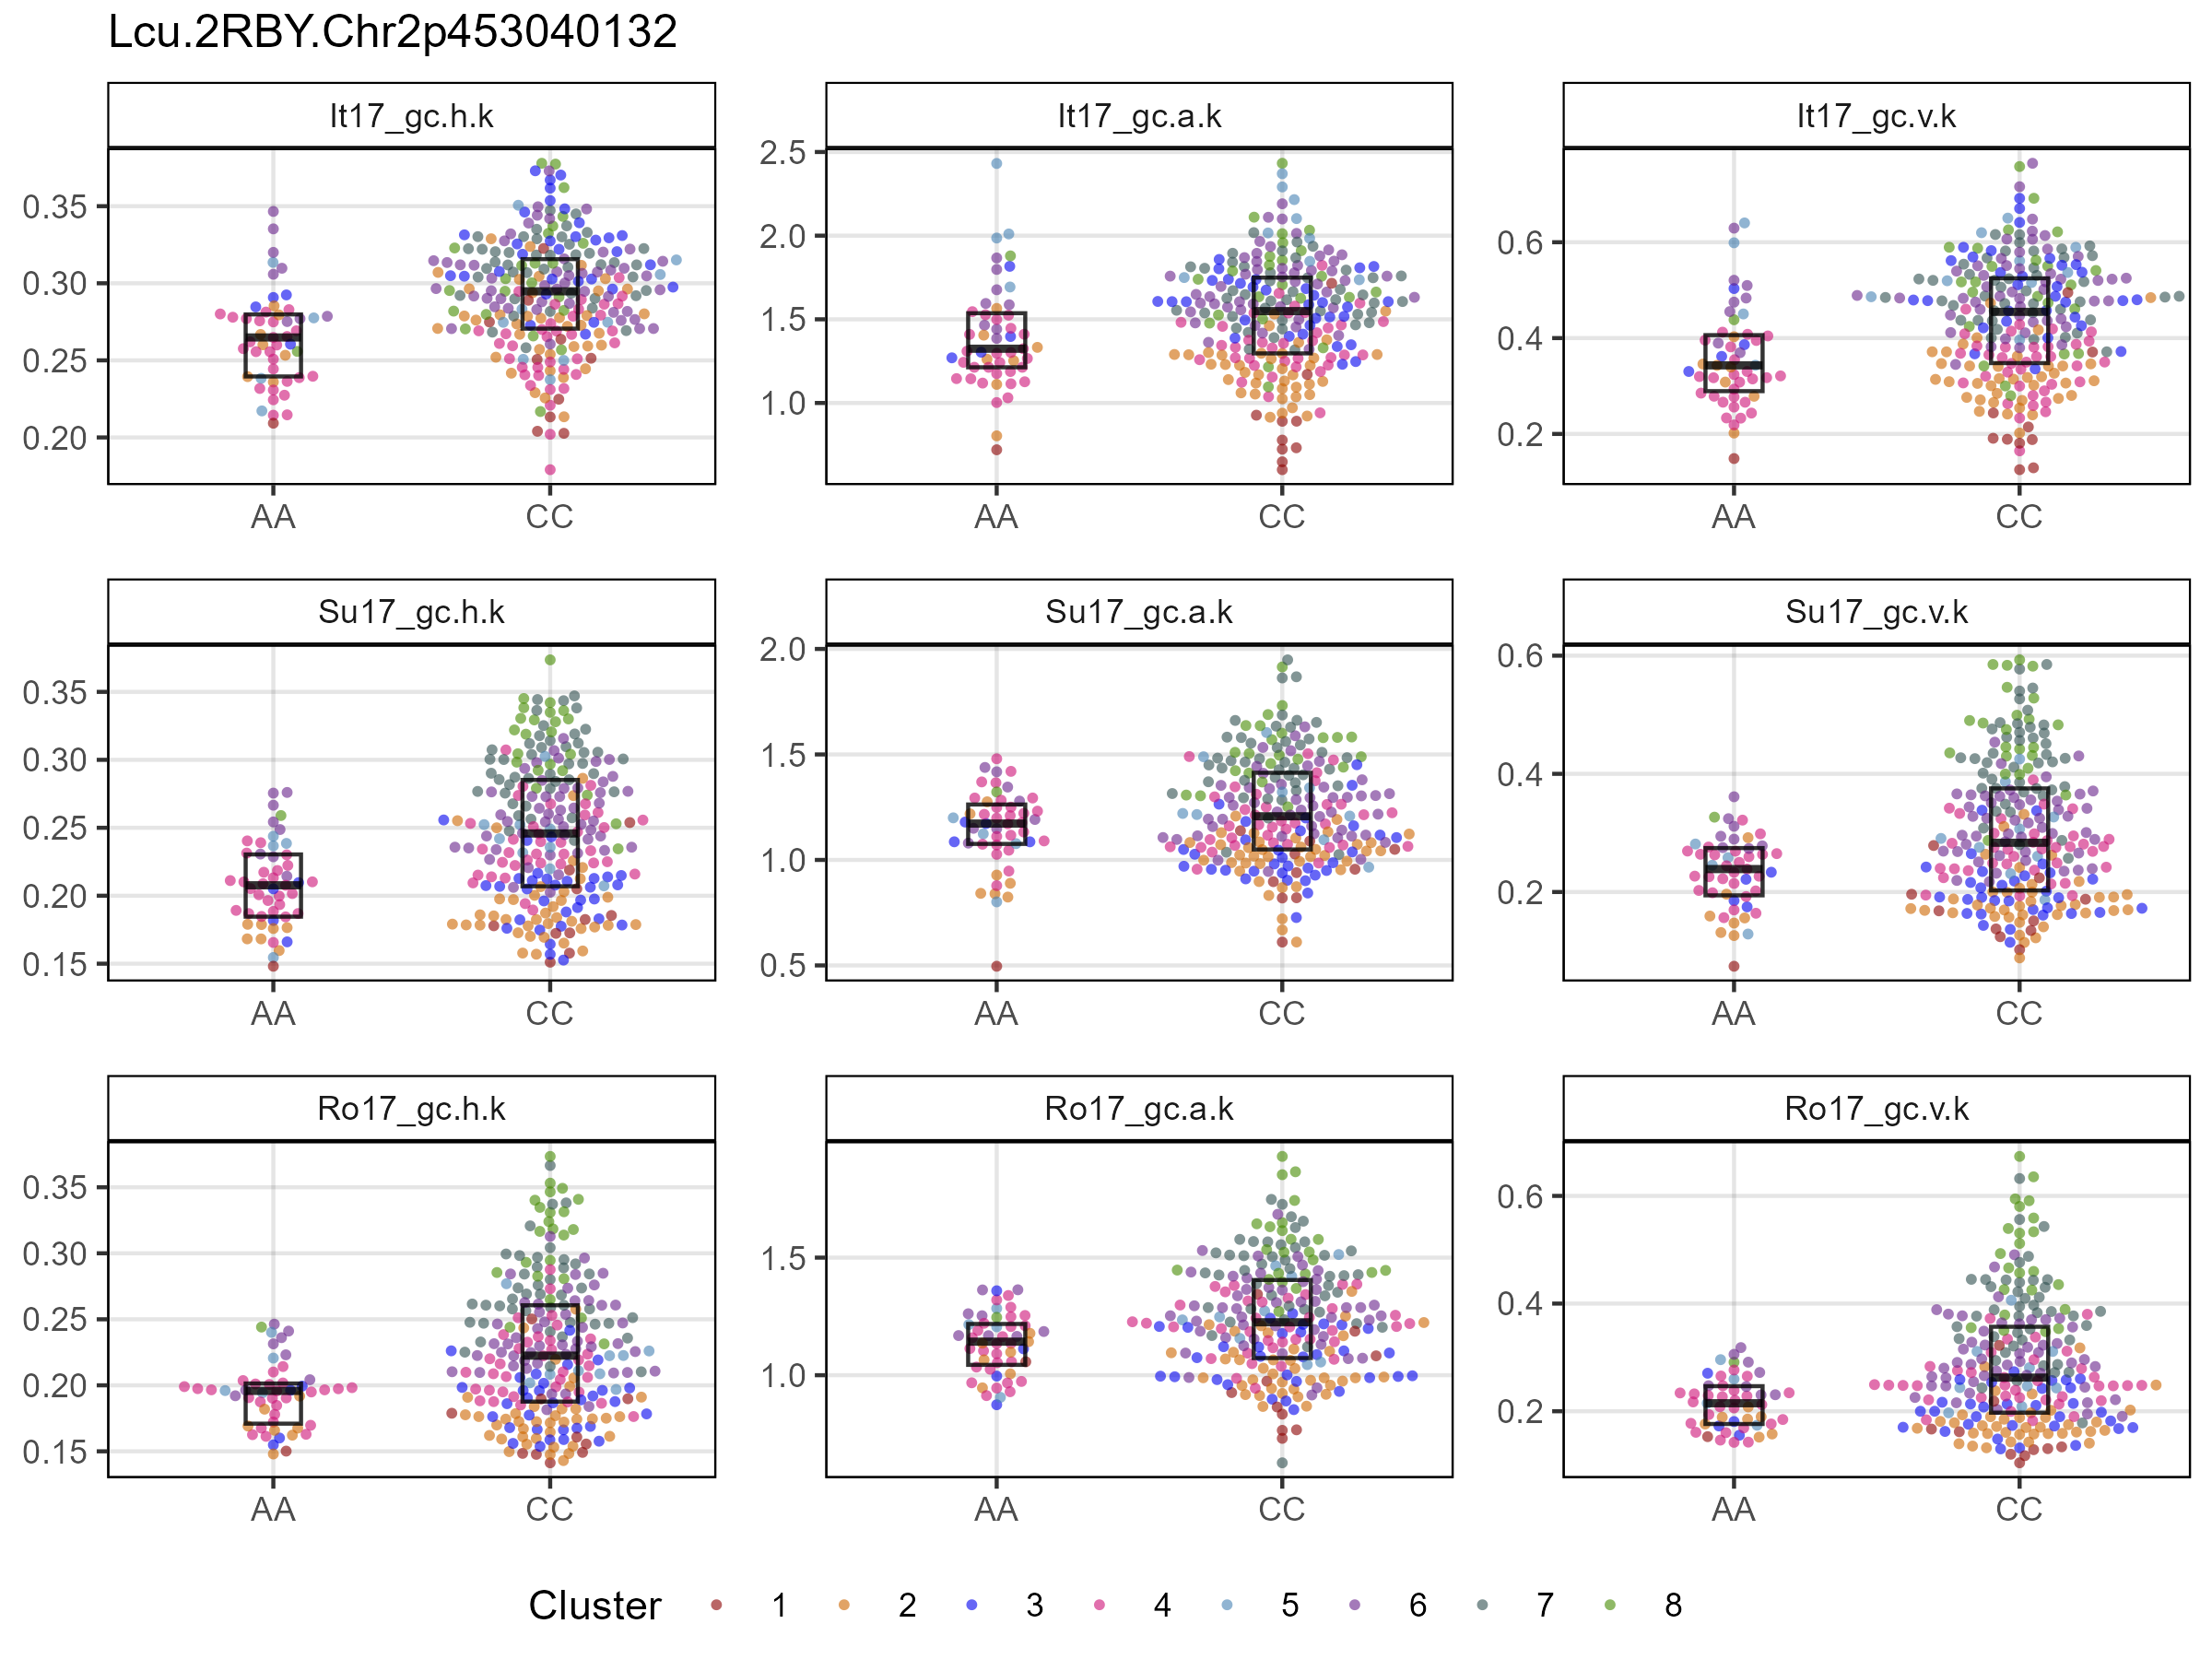 Lcu.2RBY.Chr2p453040132
It17_gc.h.k It17_gc.a.k It17_gc.v.k
0.35
0.30
0.25
0.20
AA CC
2.5
2.0
1.5
1.0
AA CC
0.6
0.4
0.2
AA CC
Su17_gc.h.k Su17_gc.a.k Su17_gc.v.k
0.35
0.30
0.25
0.20
0.15
AA CC
2.0
1.5
1.0
0.5
AA CC
0.6
0.4
0.2
AA CC
Ro17_gc.h.k Ro17_gc.a.k Ro17_gc.v.k
0.35
0.30
0.25
0.20
0.15
AA CC
1.5
1.0
AA CC
0.6
0.4
0.2
AA CC
Cluster 1 2 3 4 5 6 7 8